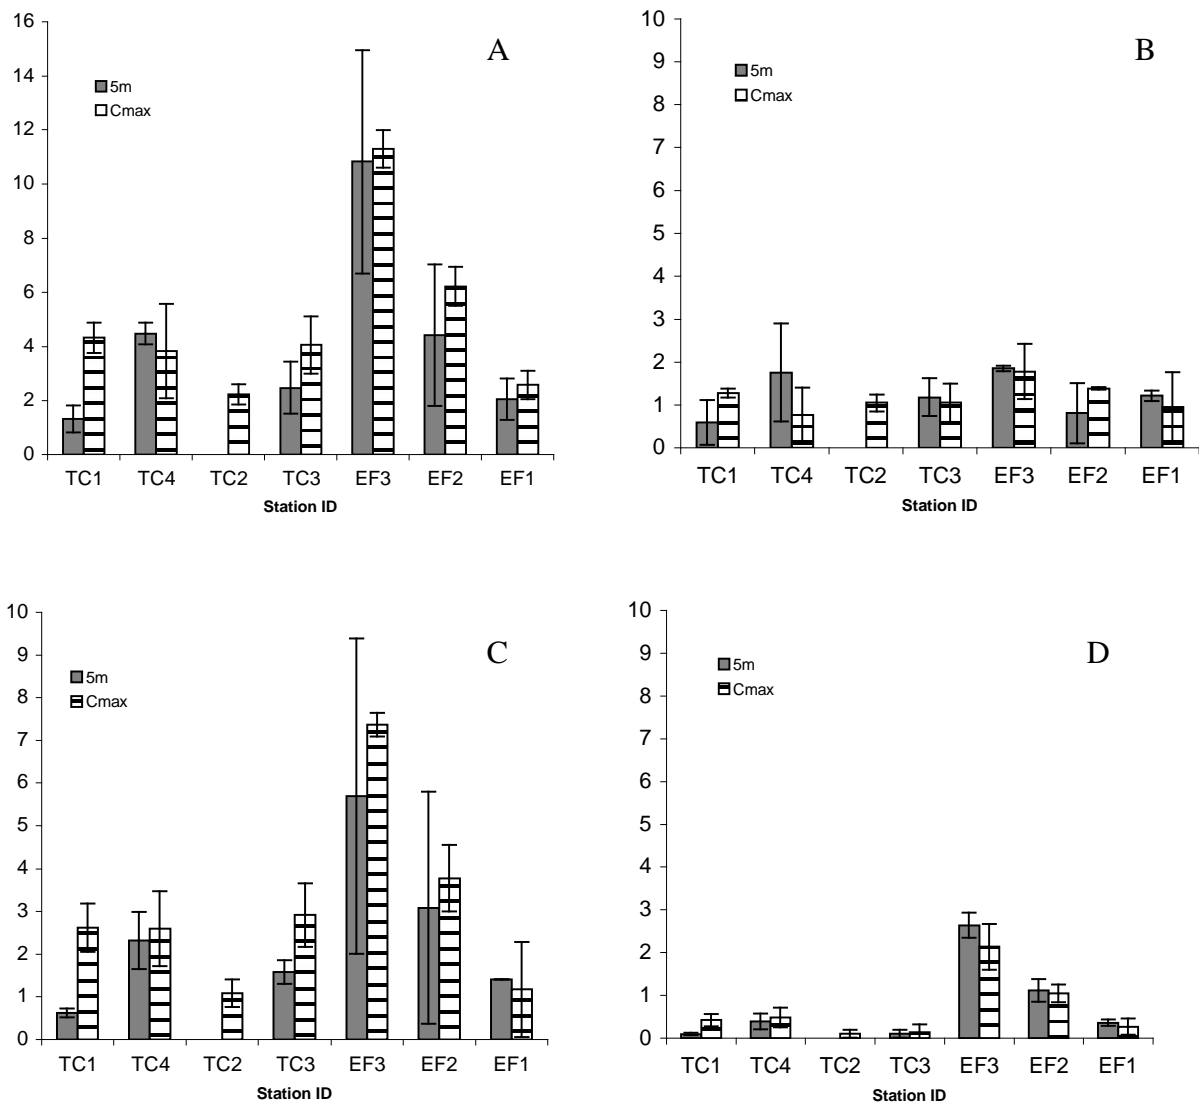 A
5m
Cmax
16
14
12
10
8
6
4
2
0
TC1 TC4 TC2 TC3 EF3 EF2 EF1
Station ID
B
5m
Cmax
10
9
8
7
6
5
4
3
2
1
0
TC1 TC4 TC2 TC3 EF3 EF2 EF1
Station ID
C
5m
Cmax
10
9
8
7
6
5
4
3
2
1
0
TC1 TC4 TC2 TC3 EF3 EF2 EF1
Station ID
D
5m
Cmax
10
9
8
7
6
5
4
3
2
1
0
TC1 TC4 TC2 TC3 EF3 EF2 EF1
Station ID